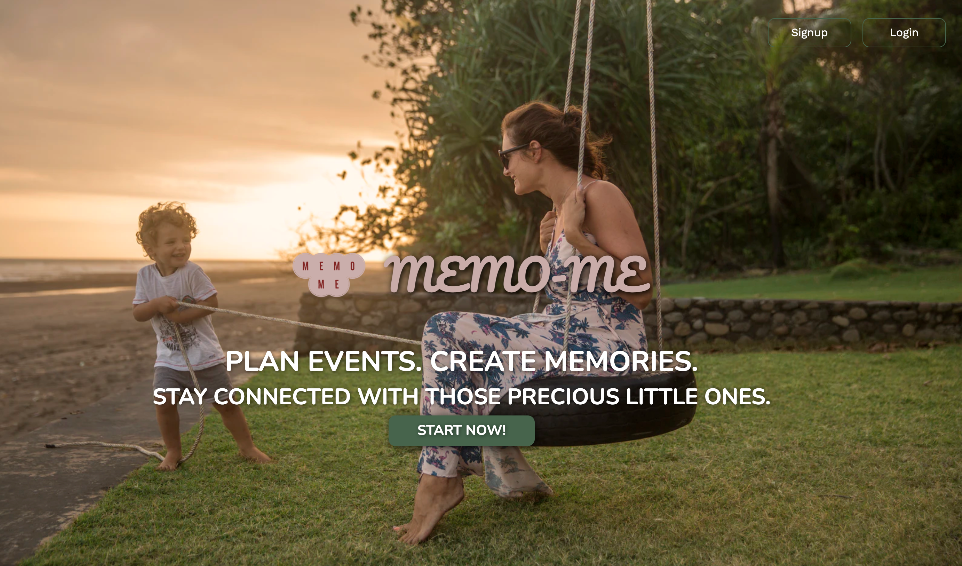 Signup Login
MEMO
ME
MEMO-ME
PLAN EVENTS. CREATE MEMORIES.
STAY CONNECTED WITH THOSE PRECIOUS LITTLE ONES.
START NOW!